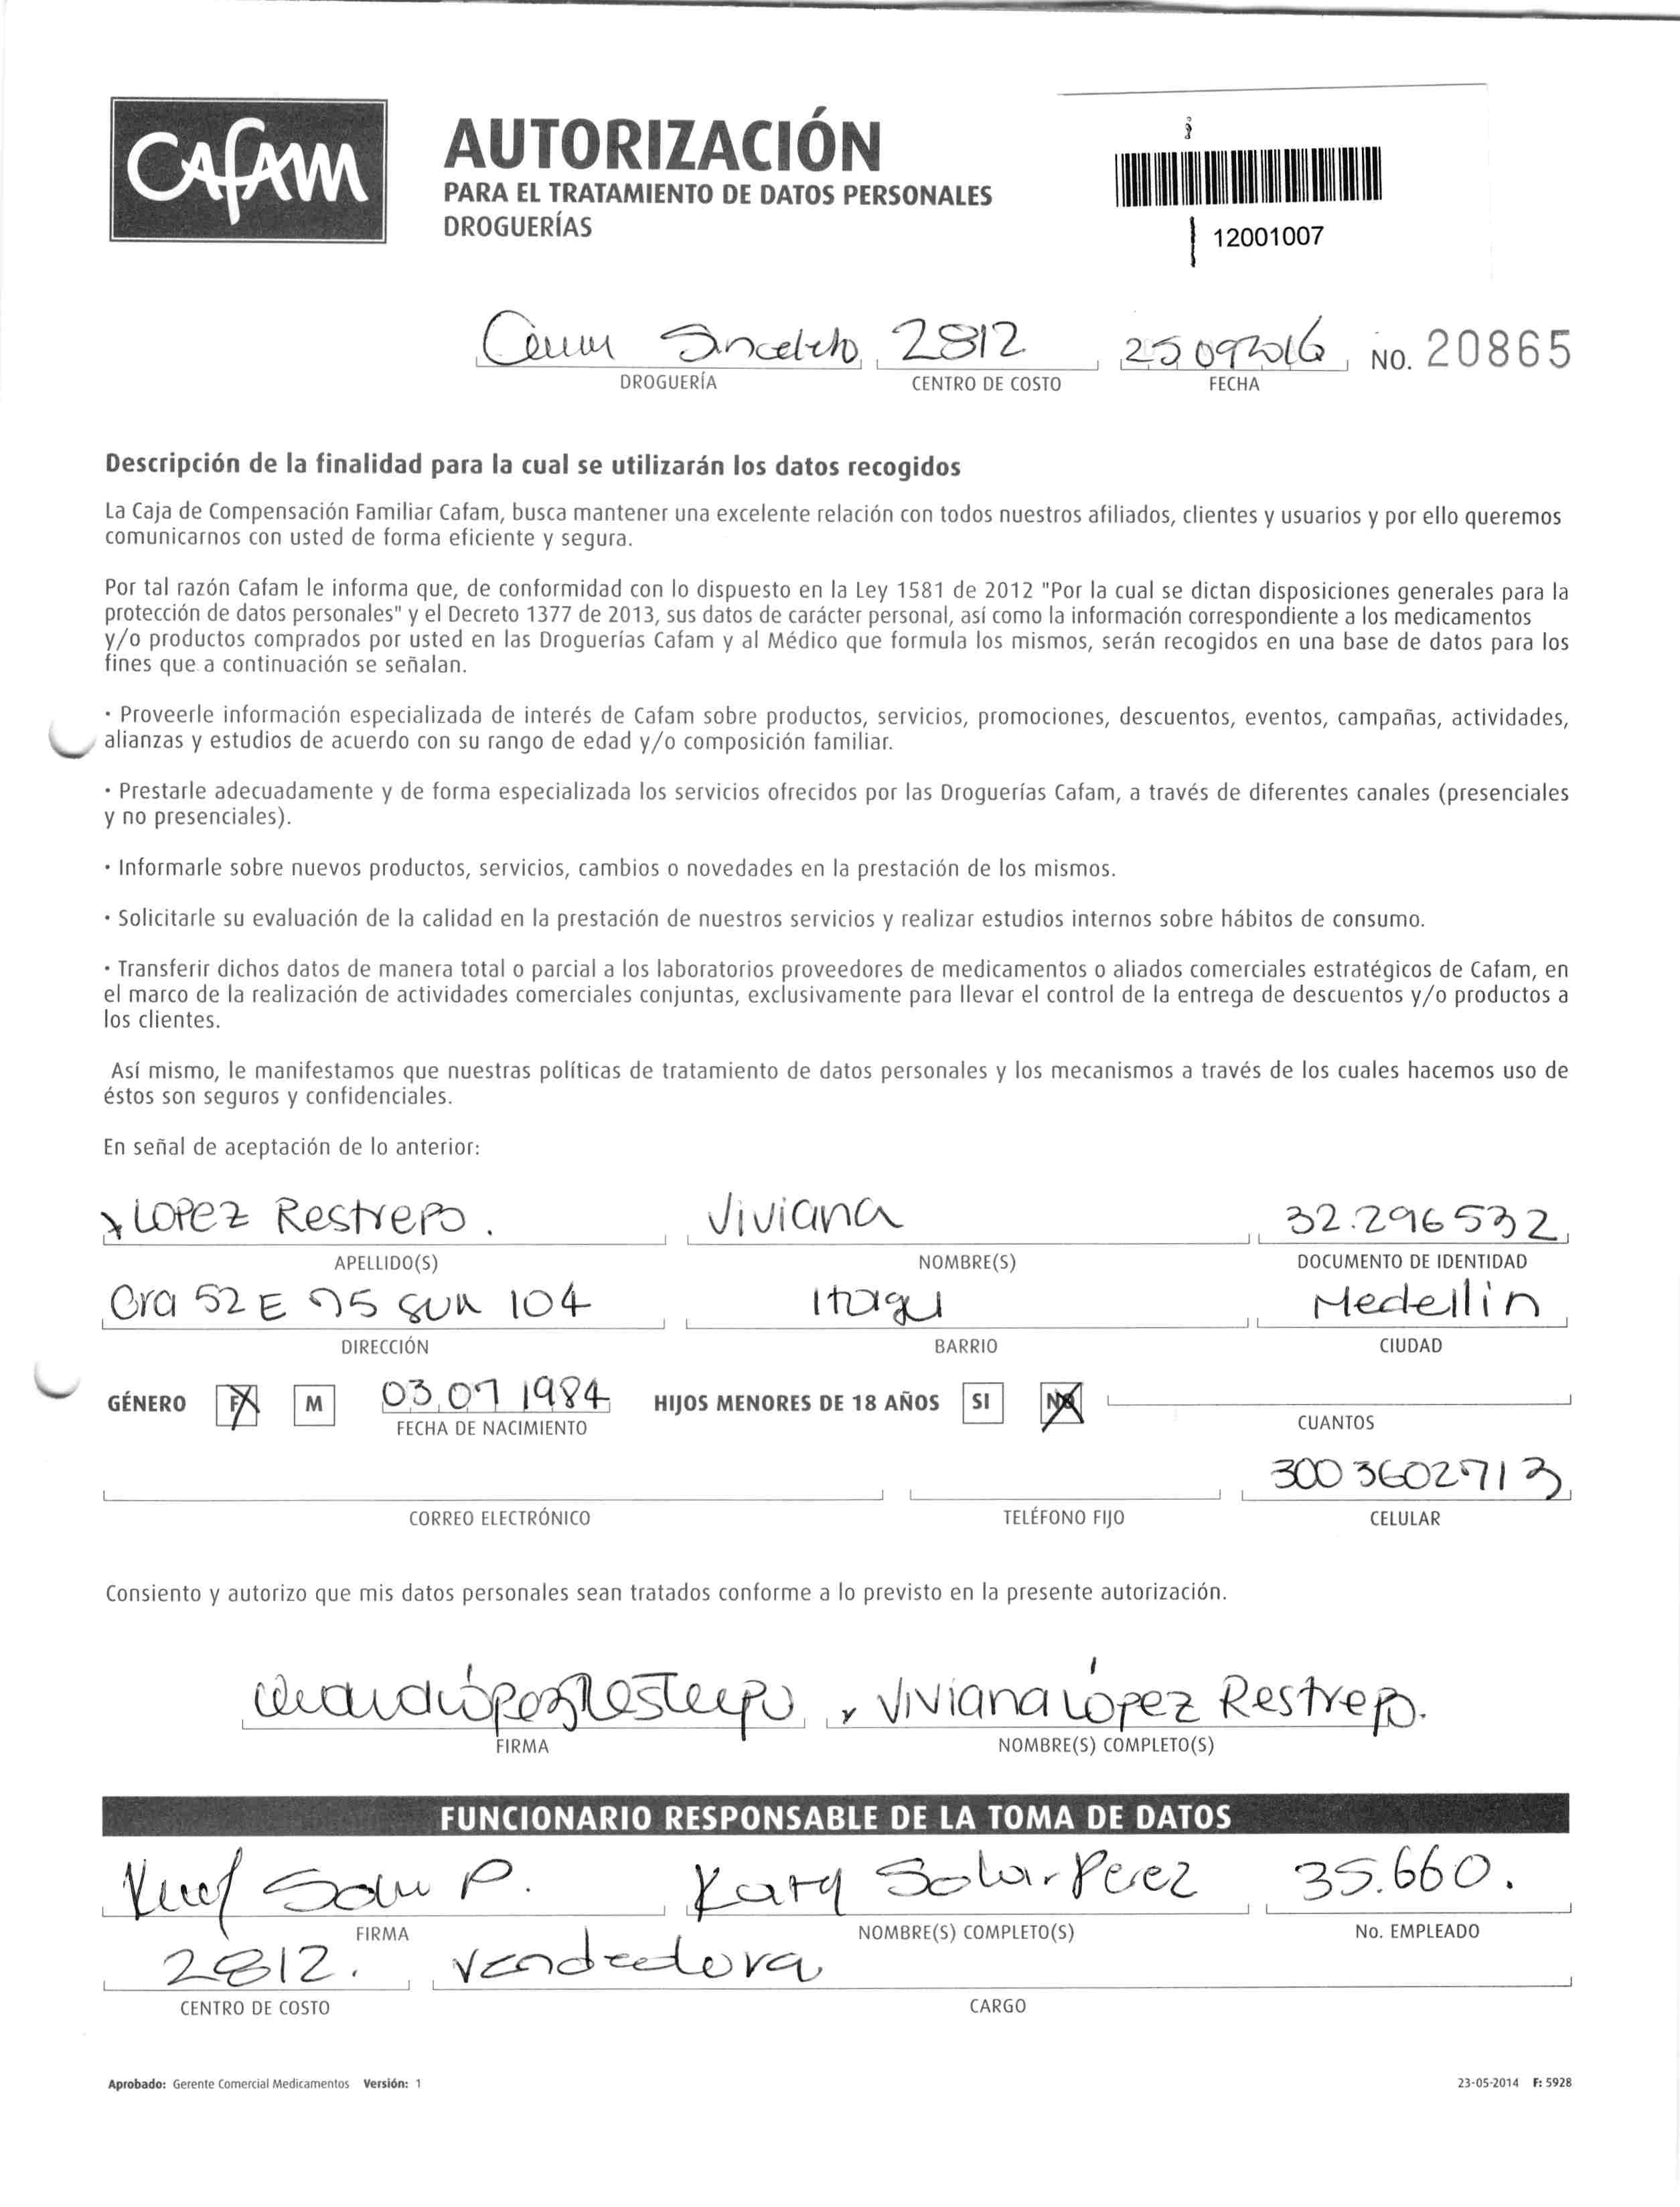 CAFAM
AUTORIZACIÓN
PARA EL TRATAMIENTO DE DATOS PERSONALES
DROGUERÍAS
12001007
2812 25 09 2016 NO. 20865
DROGUERÍA CENTRO DE COSTO FECHA
Descripción de la finalidad para la cual se utilizarán los datos recogidos
La Caja de Compensación Familiar Cafam, busca mantener una excelente relación con todos nuestros afiliados, clientes y usuarios y por ello queremos
comunicarnos con usted de forma eficiente y segura.
Por tal razón Cafam le informa que, de conformidad con lo dispuesto en la Ley 1581 de 2012 "Por la cual se dictan disposiciones generales para la
protección de datos personales" y el Decreto 1377 de 2013, sus datos de carácter personal, así como la información correspondiente a los medicamentos
y/o productos comprados por usted en las Droguerías Cafam y al Médico que formula los mismos, serán recogidos en una base de datos para los
fines que a continuación se señalan.
· Proveerle información especializada de interés de Cafam sobre productos, servicios, promociones, descuentos, eventos, campañas, actividades,
alianzas y estudios de acuerdo con su rango de edad y/o composición familiar.
· Prestarle adecuadamente y de forma especializada los servicios ofrecidos por las Droguerías Cafam, a través de diferentes canales (presenciales
y no presenciales).
· Informarle sobre nuevos productos, servicios, cambios o novedades en la prestación de los mismos.
· Solicitarle su evaluación de la calidad en la prestación de nuestros servicios y realizar estudios internos sobre hábitos de consumo.
· Transferir dichos datos de manera total o parcial a los laboratorios proveedores de medicamentos o aliados comerciales estratégicos de Cafam, en
el marco de la realización de actividades comerciales conjuntas, exclusivamente para llevar el control de la entrega de descuentos y/o productos a
los clientes.
Así mismo, le manifestamos que nuestras políticas de tratamiento de datos personales y los mecanismos a través de los cuales hacemos uso de
éstos son seguros y confidenciales.
En señal de aceptación de lo anterior:
x Lopez Restrepo. Viviana 32.296532
APELLIDO(S) NOMBRE(S) DOCUMENTO DE IDENTIDAD
Cra 52 E 75 sur 104 Itagui Medellin
DIRECCIÓN BARRIO CIUDAD
GÉNERO F M 03 07 1984 HIJOS MENORES DE 18 AÑOS SI NO
FECHA DE NACIMIENTO CUANTOS
300 3602713
CORREO ELECTRÓNICO TELÉFONO FIJO CELULAR
Consiento y autorizo que mis datos personales sean tratados conforme a lo previsto en la presente autorización.
Viviana López Restrepo.
FIRMA NOMBRE(S) COMPLETO(S)
FUNCIONARIO RESPONSABLE DE LA TOMA DE DATOS
Katy Solar Perez 35.660.
FIRMA NOMBRE(S) COMPLETO(S) No. EMPLEADO
2812. vendedora
CENTRO DE COSTO CARGO
Aprobado: Gerente Comercial Medicamentos Versión: 1 23-05-2014 F: 5928